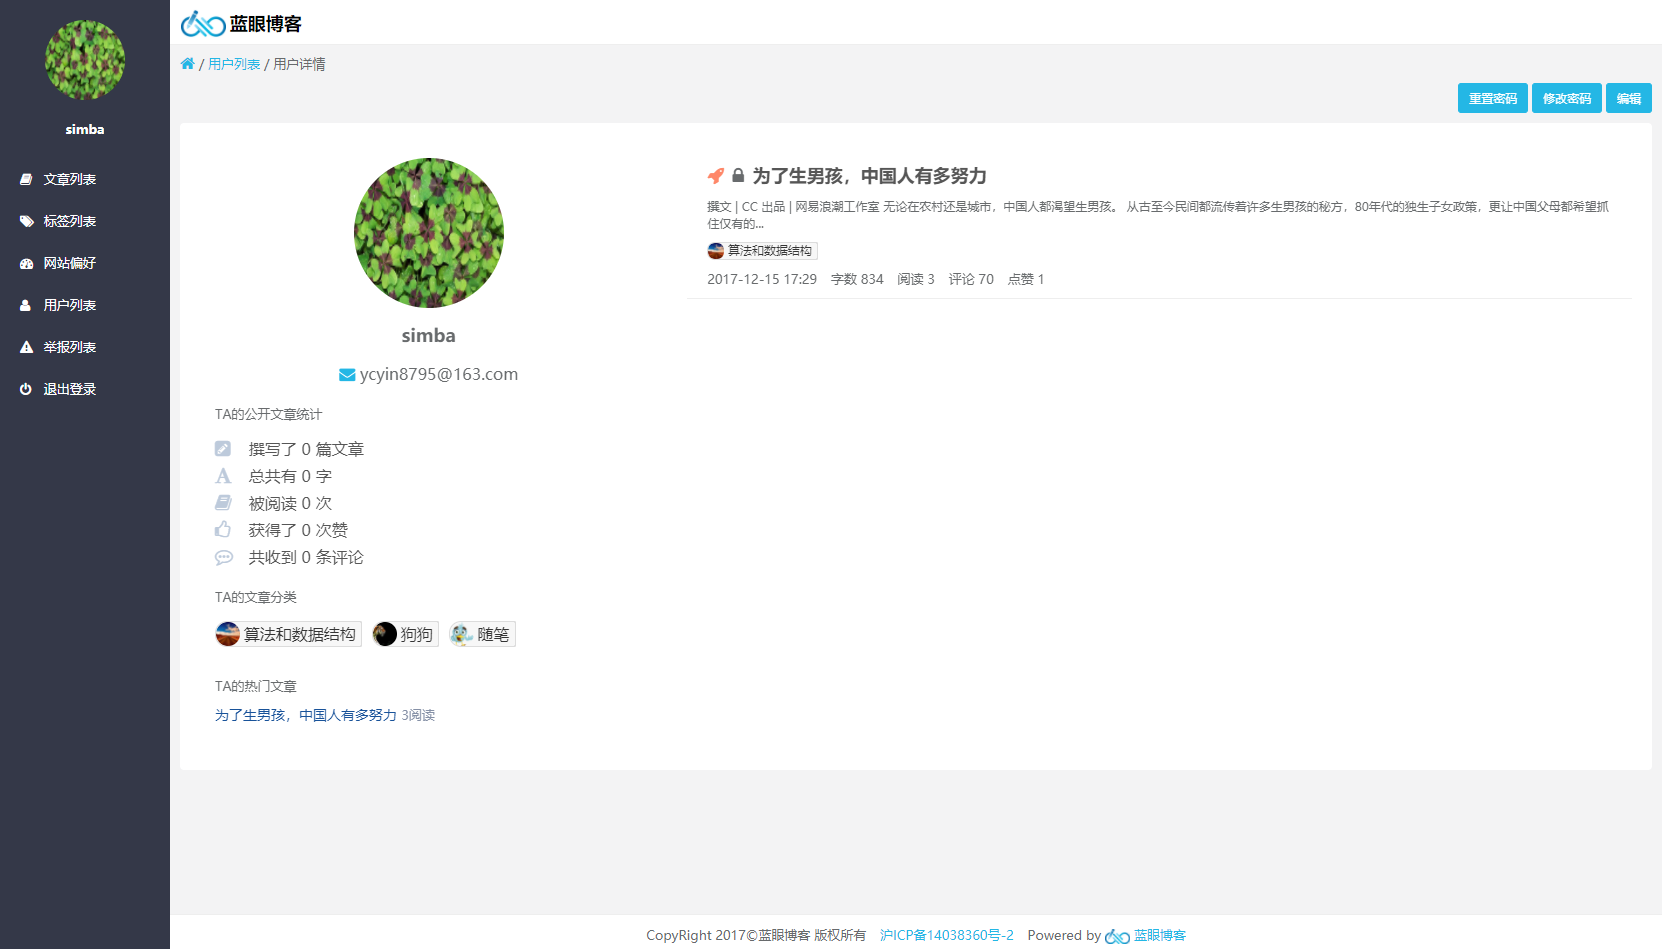 simba
文章列表
标签列表
网站偏好
用户列表
举报列表
退出登录
蓝眼博客
/ 用户列表 / 用户详情
重置密码 修改密码 编辑
simba
ycyin8795@163.com
TA的公开文章统计
撰写了 0 篇文章
总共有 0 字
被阅读 0 次
获得了 0 次赞
共收到 0 条评论
TA的文章分类
算法和数据结构 狗狗 随笔
TA的热门文章
为了生男孩，中国人有多努力 3阅读
为了生男孩，中国人有多努力
撰文 | CC 出品 | 网易浪潮工作室 无论在农村还是城市，中国人都渴望生男孩。 从古至今民间都流传着许多生男孩的秘方，80年代的独生子女政策，更让中国父母都希望抓
住仅有的...
算法和数据结构
2017-12-15 17:29 字数 834 阅读 3 评论 70 点赞 1
CopyRight 2017©蓝眼博客 版权所有 沪ICP备14038360号-2 Powered by 蓝眼博客